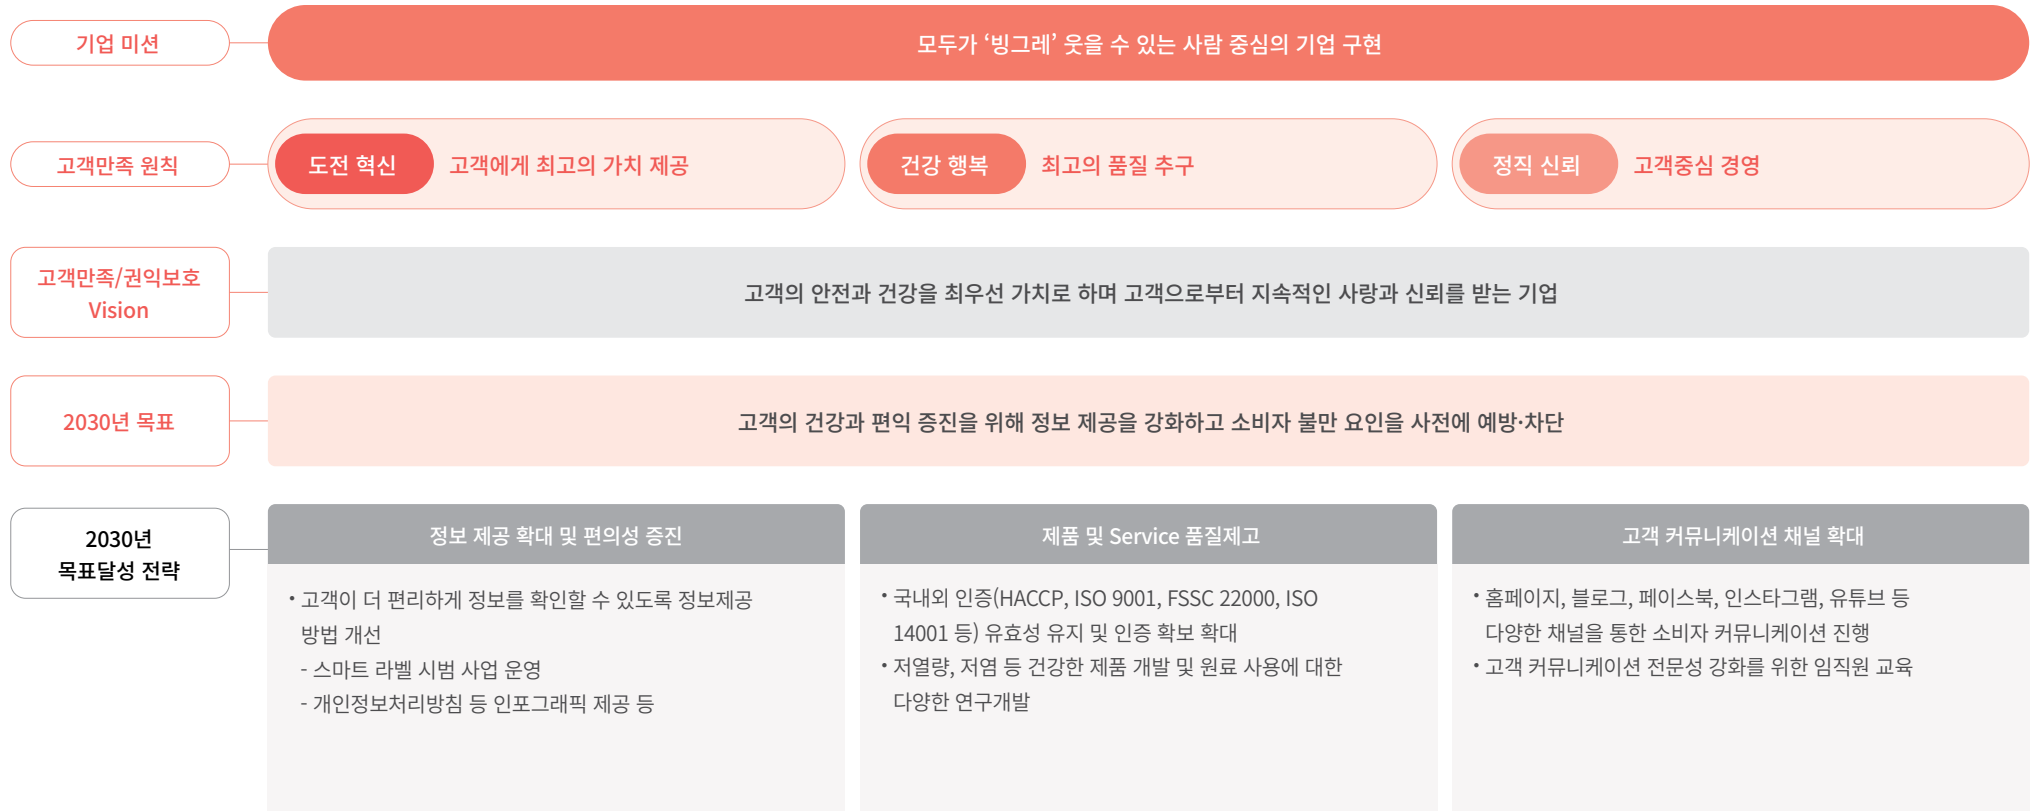 기업 미션
모두가 ‘빙그레’ 웃을 수 있는 사람 중심의 기업 구현
고객만족 원칙
도전 혁신
고객에게 최고의 가치 제공
건강 행복
최고의 품질 추구
정직 신뢰
고객중심 경영
고객만족/권익보호
Vision
고객의 안전과 건강을 최우선 가치로 하며 고객으로부터 지속적인 사랑과 신뢰를 받는 기업
2030년 목표
고객의 건강과 편익 증진을 위해 정보 제공을 강화하고 소비자 불만 요인을 사전에 예방·차단
2030년
목표달성 전략
정보 제공 확대 및 편의성 증진
• 고객이 더 편리하게 정보를 확인할 수 있도록 정보제공
방법 개선
- 스마트 라벨 시범 사업 운영
- 개인정보처리방침 등 인포그래픽 제공 등
제품 및 Service 품질제고
• 국내외 인증(HACCP, ISO 9001, FSSC 22000, ISO
14001 등) 유효성 유지 및 인증 확보 확대
• 저열량, 저염 등 건강한 제품 개발 및 원료 사용에 대한
다양한 연구개발
고객 커뮤니케이션 채널 확대
• 홈페이지, 블로그, 페이스북, 인스타그램, 유튜브 등
다양한 채널을 통한 소비자 커뮤니케이션 진행
• 고객 커뮤니케이션 전문성 강화를 위한 임직원 교육